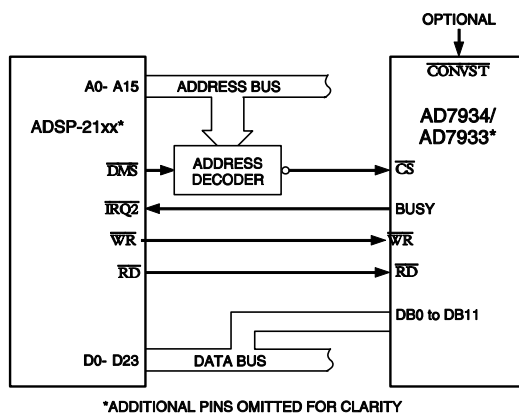 OPTIONAL
CONVST
A0- A15
ADDRESS BUS
ADSP-21xx*
AD7934/
AD7933*
DMS
ADDRESS
DECODER
CS
IRQ2
BUSY
WR
WR
RD
RD
DB0 to DB11
D0- D23
DATA BUS
*ADDITIONAL PINS OMITTED FOR CLARITY